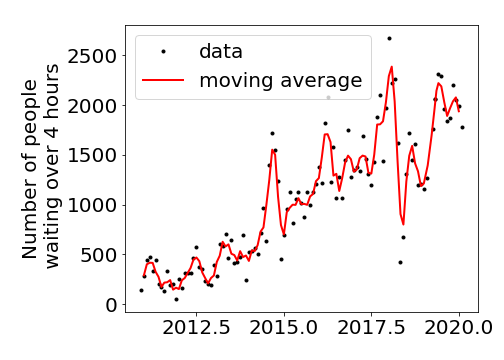 data
moving average
Number of people
waiting over 4 hours
2500
2000
1500
1000
500
0
2012.5
2015.0
2017.5
2020.0